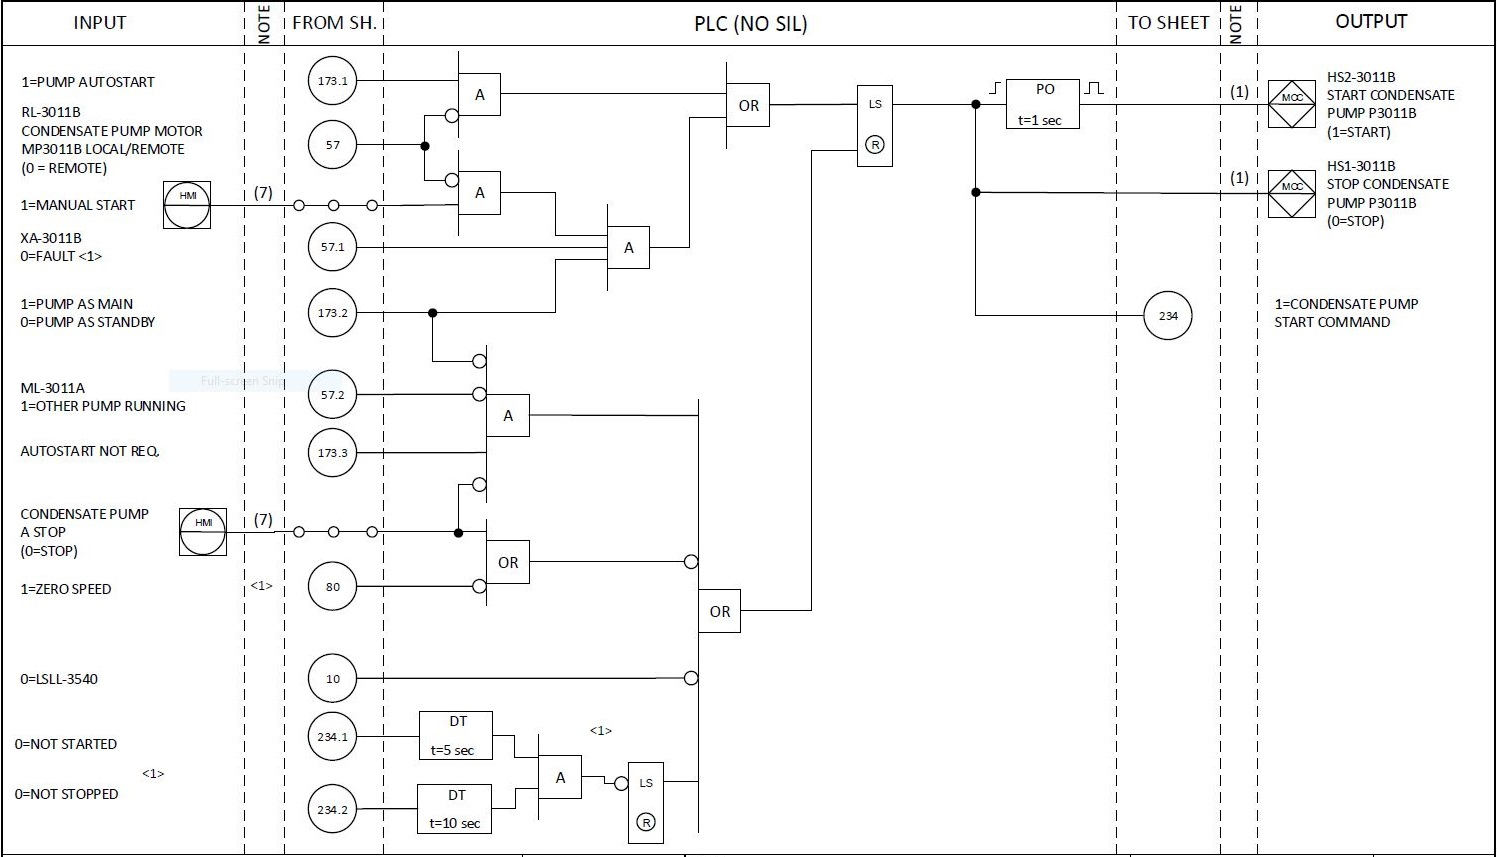 INPUT
NOTE
FROM SH.
PLC (NO SIL)
TO SHEET
NOTE
OUTPUT
1=PUMP AUTOSTART
173.1
A
OR
LS
R
PO
t=1 sec
(1)
MCC
HS2-3011B
START CONDENSATE
PUMP P3011B
(1=START)
RL-3011B
CONDENSATE PUMP MOTOR
MP3011B LOCAL/REMOTE
(0 = REMOTE)
57
1=MANUAL START
HMI
(7)
A
(1)
MCC
HS1-3011B
STOP CONDENSATE
PUMP P3011B
(0=STOP)
XA-3011B
0=FAULT <1>
57.1
A
1=PUMP AS MAIN
0=PUMP AS STANDBY
173.2
234
1=CONDENSATE PUMP
START COMMAND
Full-screen Snip
ML-3011A
1=OTHER PUMP RUNNING
57.2
A
AUTOSTART NOT REQ,
173.3
CONDENSATE PUMP
A STOP
(0=STOP)
HMI
(7)
OR
1=ZERO SPEED
<1>
80
OR
0=LSLL-3540
10
0=NOT STARTED
234.1
DT
t=5 sec
<1>
<1>
A
LS
R
0=NOT STOPPED
234.2
DT
t=10 sec